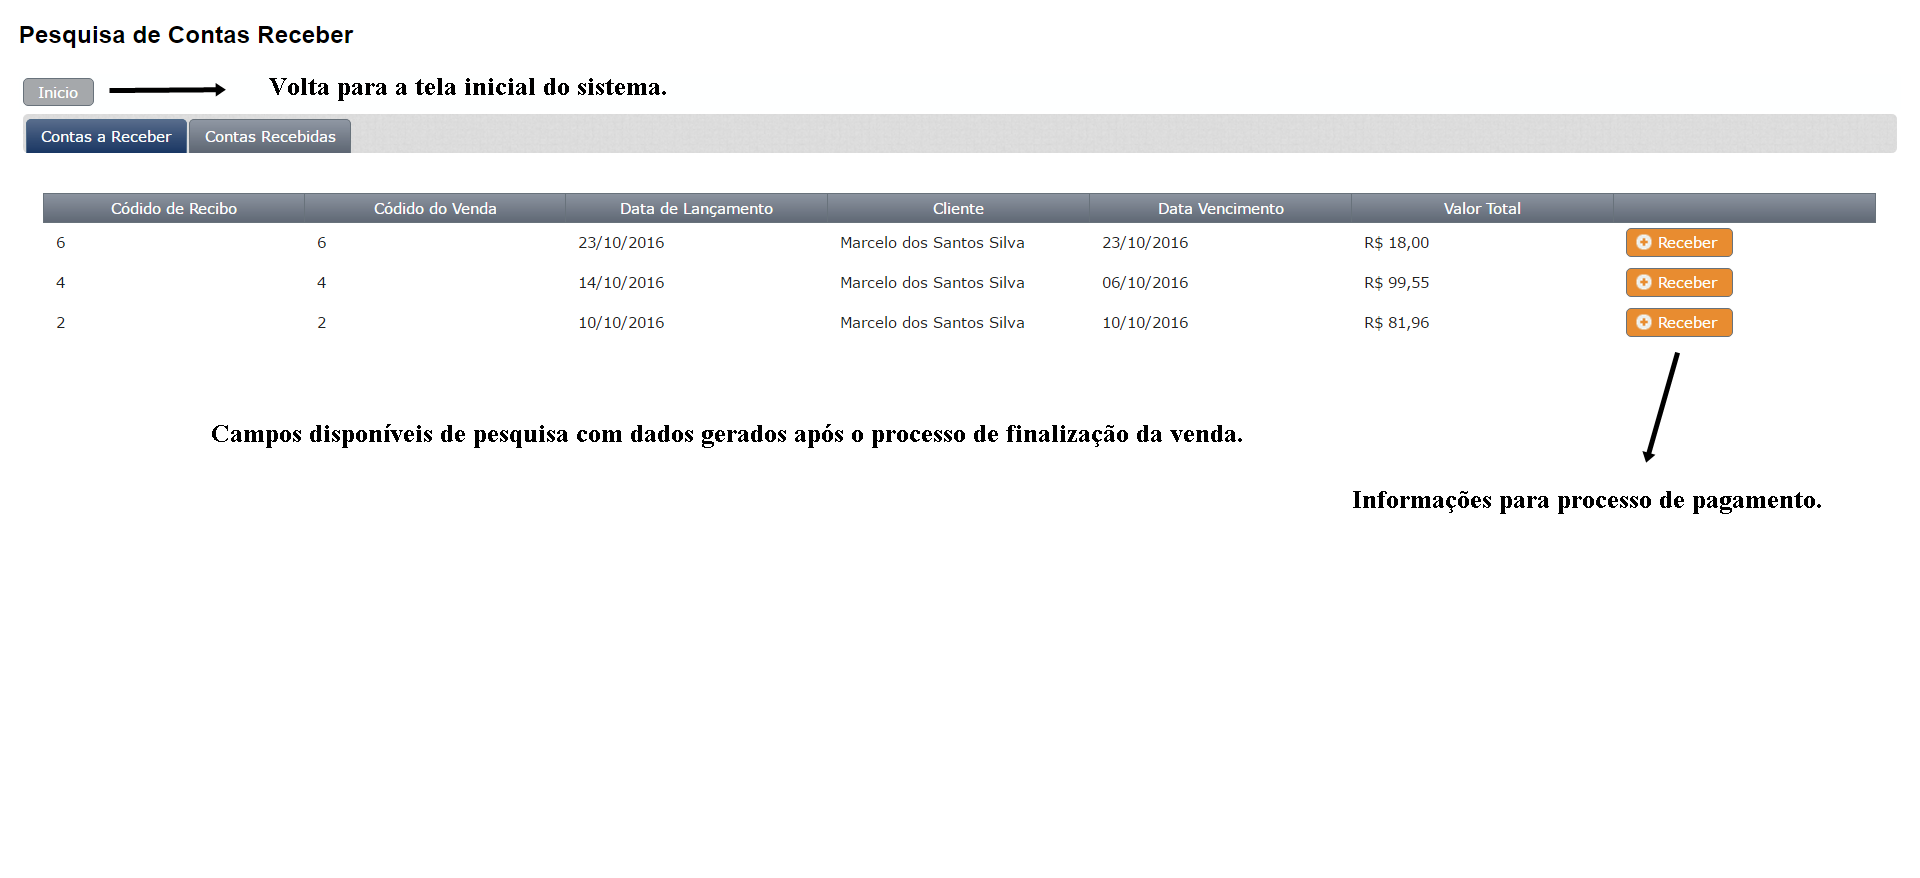 Pesquisa de Contas Receber
Inicio Volta para a tela inicial do sistema.
Contas a Receber Contas Recebidas
Códido de Recibo Códido do Venda Data de Lançamento Cliente Data Vencimento Valor Total
6 6 23/10/2016 Marcelo dos Santos Silva 23/10/2016 R$ 18,00 Receber
4 4 14/10/2016 Marcelo dos Santos Silva 06/10/2016 R$ 99,55 Receber
2 2 10/10/2016 Marcelo dos Santos Silva 10/10/2016 R$ 81,96 Receber
Campos disponíveis de pesquisa com dados gerados após o processo de finalização da venda.
Informações para processo de pagamento.